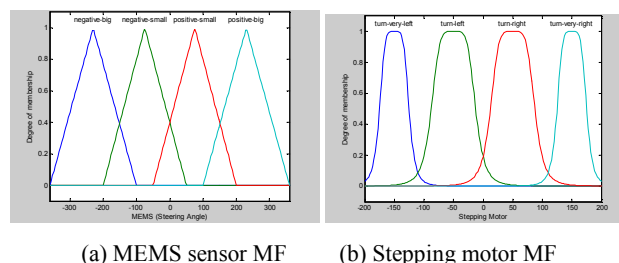 negative-big negative-small positive-small positive-big
1
0.8
0.6
0.4
0.2
0
Degree of membership
-300 -200 -100 0 100 200 300
MEMS (Steering Angle)
turn-very-left turn-left turn-right turn-very-right
1
0.8
0.6
0.4
0.2
0
Degree of membership
-200 -150 -100 -50 0 50 100 150 200
Stepping Motor
(a) MEMS sensor MF (b) Stepping motor MF